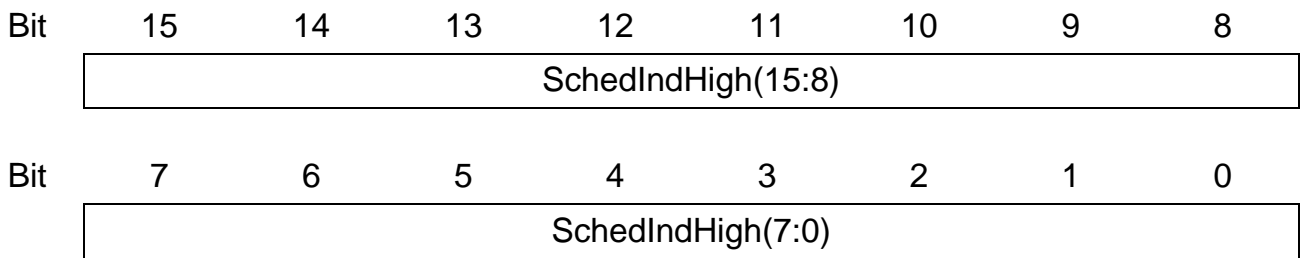 Bit 15 14 13 12 11 10 9 8
SchedIndHigh(15:8)
Bit 7 6 5 4 3 2 1 0
SchedIndHigh(7:0)